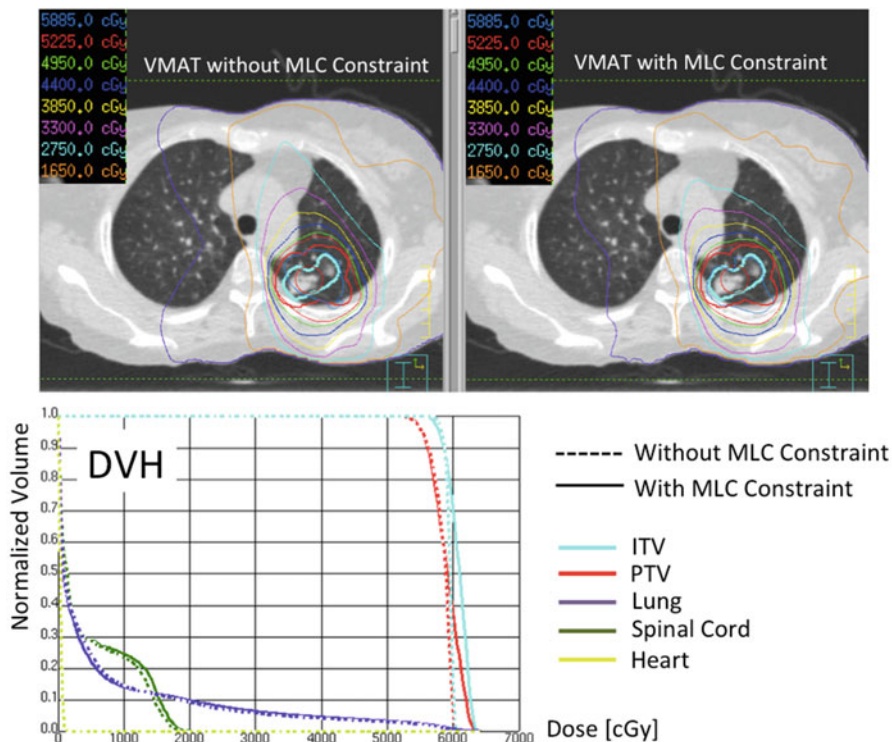 5885.0 cGy
5225.0 cGy
4950.0 cGy
4400.0 cGy
3850.0 cGy
3300.0 cGy
2750.0 cGy
1650.0 cGy
VMAT without MLC Constraint
5885.0 cGy
5225.0 cGy
4950.0 cGy
4400.0 cGy
3850.0 cGy
3300.0 cGy
2750.0 cGy
1650.0 cGy
VMAT with MLC Constraint
Normalized Volume
1.0
0.9
0.8
0.7
0.6
0.5
0.4
0.3
0.2
0.1
0.0
DVH
0
1000
2000
3000
4000
5000
6000
7000
Dose [cGy]
Without MLC Constraint
With MLC Constraint
ITV
PTV
Lung
Spinal Cord
Heart